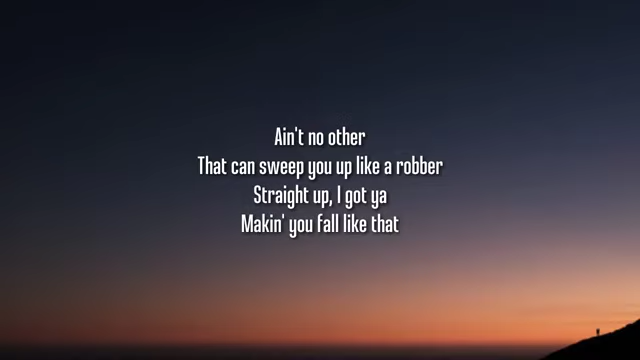 Ain't no other
That can sweep you up like a robber
Straight up, I got ya
Makin' you fall like that